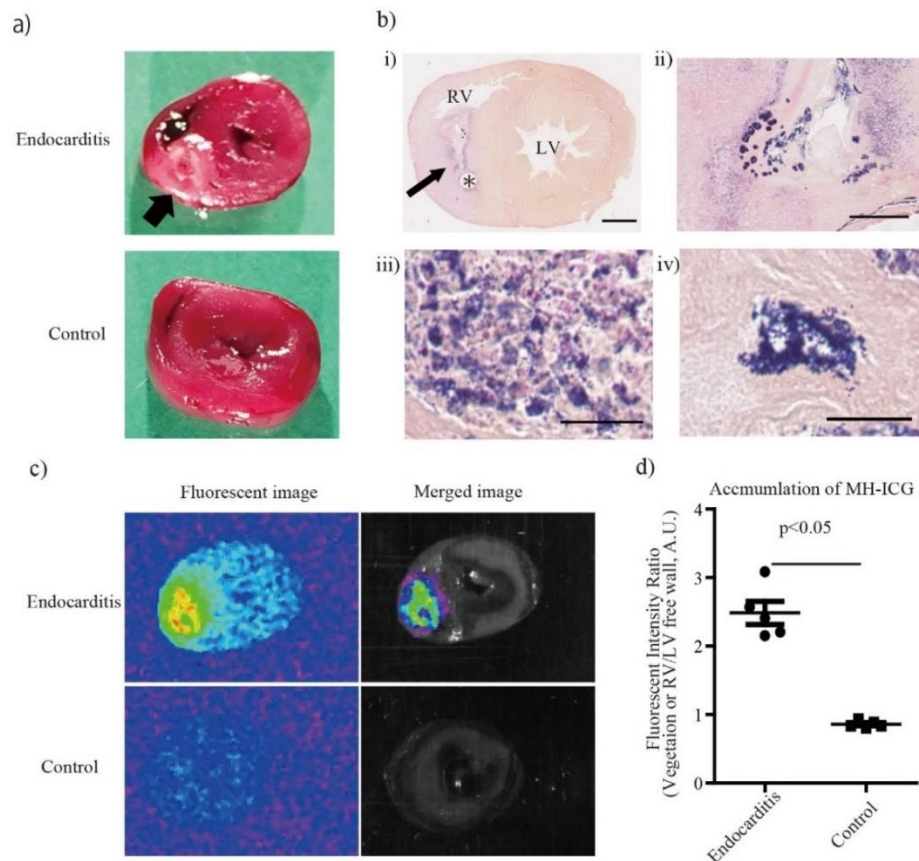 a)
Endocarditis
Control
b)
i)
RV
LV
*
ii)
iii)
iv)
c)
Fluorescent image
Merged image
Endocarditis
Control
d)
Accmumlation of MH-ICG
p<0.05
Fluorescent Intensity Ratio
(Vegetaion or RV/LV free wall, A.U.)
4
3
2
1
0
Endocarditis
Control